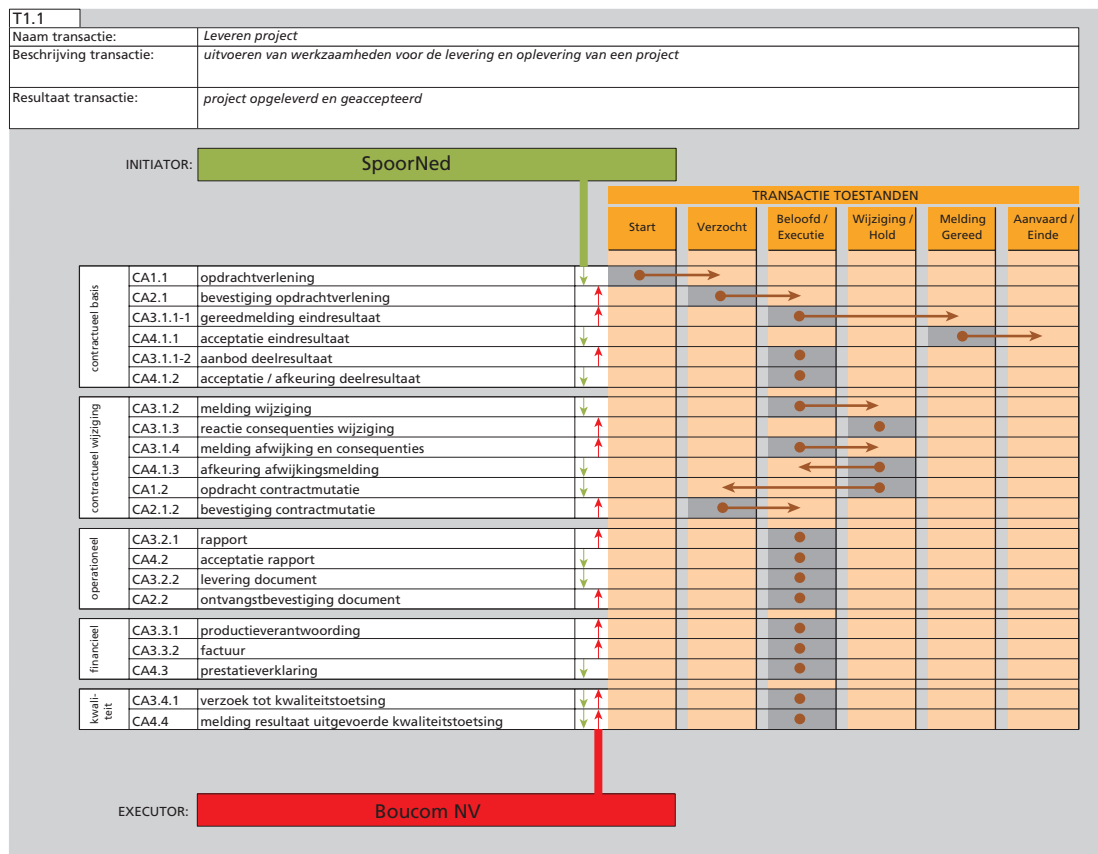 T1.1
Naam transactie: Leveren project
Beschrijving transactie: uitvoeren van werkzaamheden voor de levering en oplevering van een project
Resultaat transactie: project opgeleverd en geaccepteerd
INITIATOR: SpoorNed
TRANSACTIE TOESTANDEN
Start Verzocht Beloofd / Executie Wijziging / Hold Melding Gereed Aanvaard / Einde
contractueel basis
CA1.1 opdrachtverlening
CA2.1 bevestiging opdrachtverlening
CA3.1.1-1 gereedmelding eindresultaat
CA4.1.1 acceptatie eindresultaat
CA3.1.1-2 aanbod deelresultaat
CA4.1.2 acceptatie / afkeuring deelresultaat
contractueel wijziging
CA3.1.2 melding wijziging
CA3.1.3 reactie consequenties wijziging
CA3.1.4 melding afwijking en consequenties
CA4.1.3 afkeuring afwijkingsmelding
CA1.2 opdracht contractmutatie
CA2.1.2 bevestiging contractmutatie
operationeel
CA3.2.1 rapport
CA4.2 acceptatie rapport
CA3.2.2 levering document
CA2.2 ontvangstbevestiging document
financieel
CA3.3.1 productieverantwoording
CA3.3.2 factuur
CA4.3 prestatieverklaring
kwali-
teit
CA3.4.1 verzoek tot kwaliteitstoetsing
CA4.4 melding resultaat uitgevoerde kwaliteitstoetsing
EXECUTOR: Boucom NV